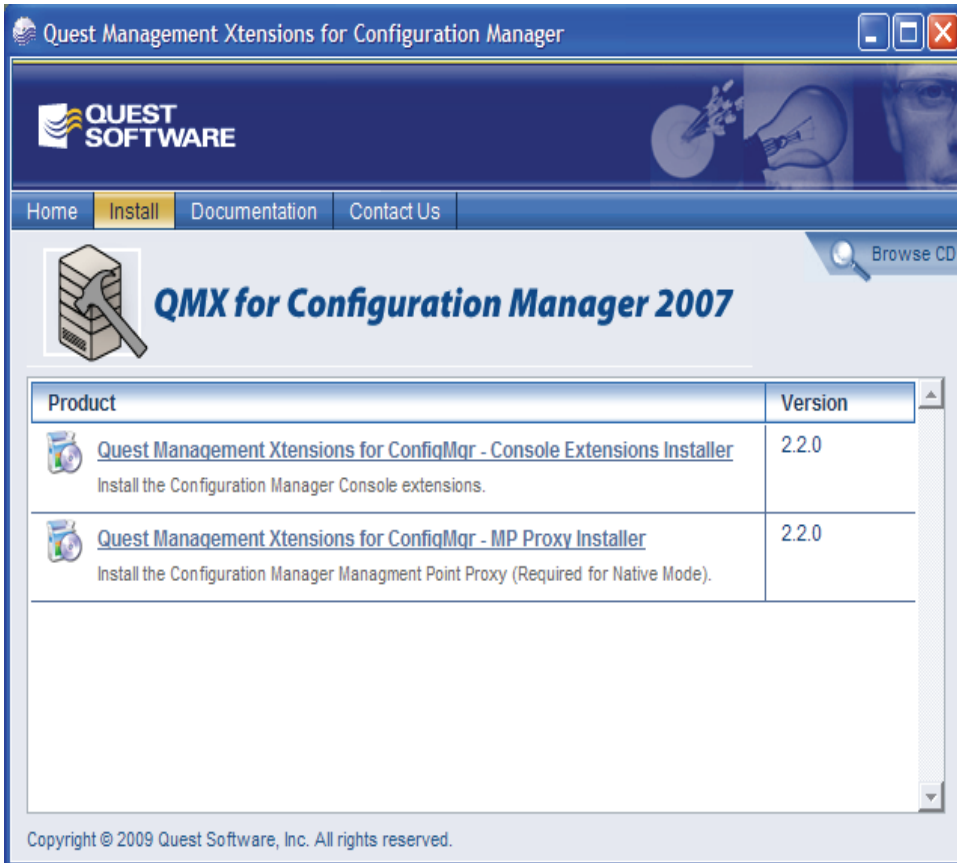 Quest Management Xtensions for Configuration Manager
QUEST
SOFTWARE
Home Install Documentation Contact Us
Browse CD
QMX for Configuration Manager 2007
Product Version
Quest Management Xtensions for ConfigMgr - Console Extensions Installer 2.2.0
Install the Configuration Manager Console extensions.
Quest Management Xtensions for ConfigMgr - MP Proxy Installer 2.2.0
Install the Configuration Manager Managment Point Proxy (Required for Native Mode).
Copyright © 2009 Quest Software, Inc. All rights reserved.